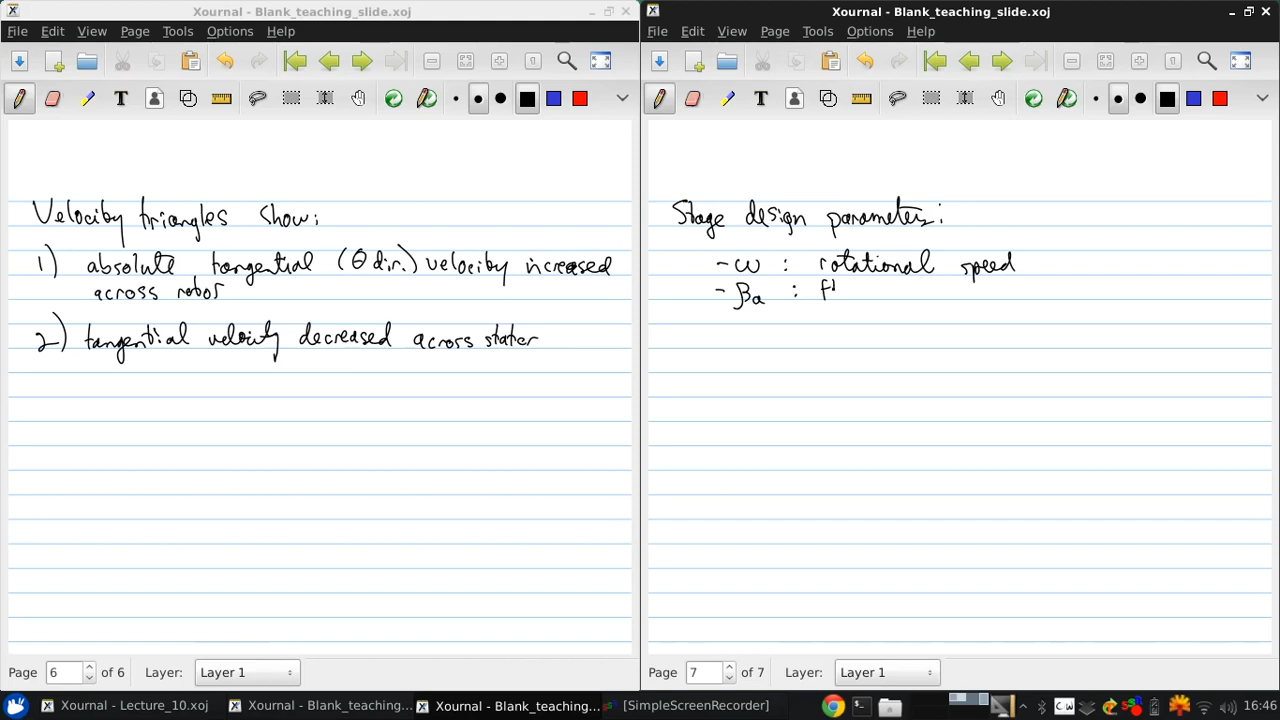 Xournal - Blank_teaching_slide.xoj
File Edit View Page Tools Options Help
Velocity triangles show:
1) absolute tangential (θ dir.) velocity increased
across rotor
2) tangential velocity decreased across stator
Page 6 of 6 Layer: Layer 1
Xournal - Blank_teaching_slide.xoj
File Edit View Page Tools Options Help
Stage design parameters:
- ω : rotational speed
- βa :
Page 7 of 7 Layer: Layer 1
Xournal - Lecture_10.xoj
Xournal - Blank_teaching...
Xournal - Blank_teaching...
[SimpleScreenRecorder]
16:46